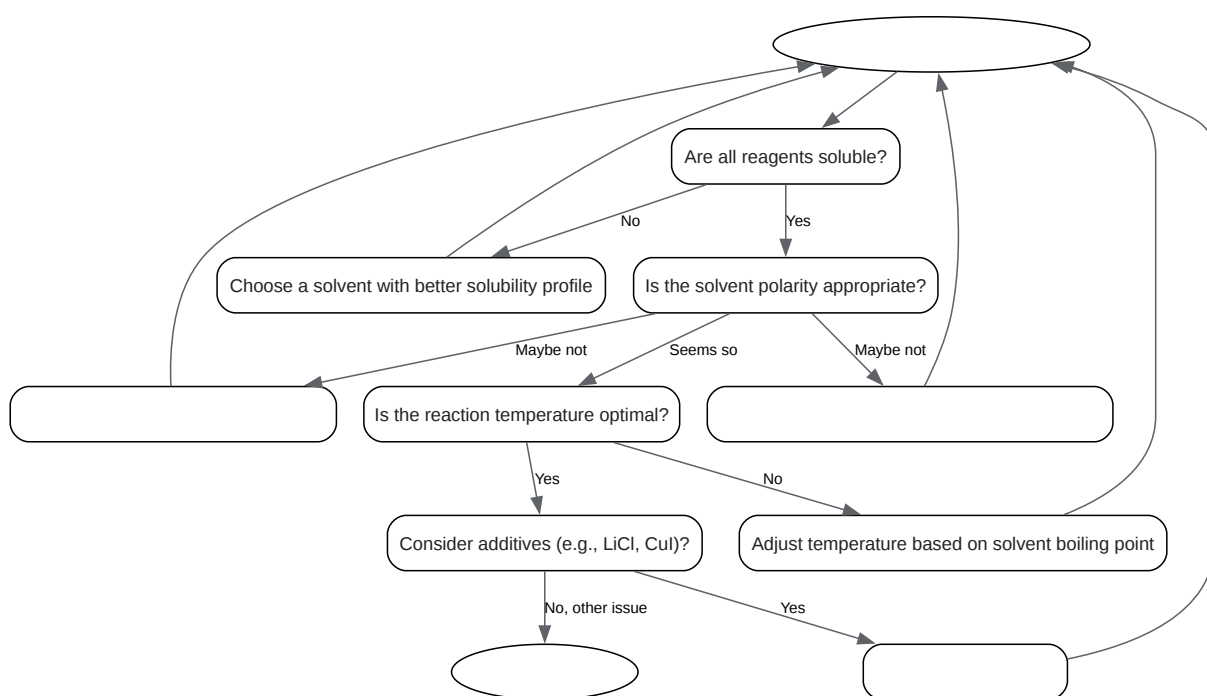 Are all reagents soluble?
No
Yes
Choose a solvent with better solubility profile
Is the solvent polarity appropriate?
Maybe not
Seems so
Maybe not
Is the reaction temperature optimal?
Yes
No
Consider additives (e.g., LiCl, CuI)?
Adjust temperature based on solvent boiling point
No, other issue
Yes